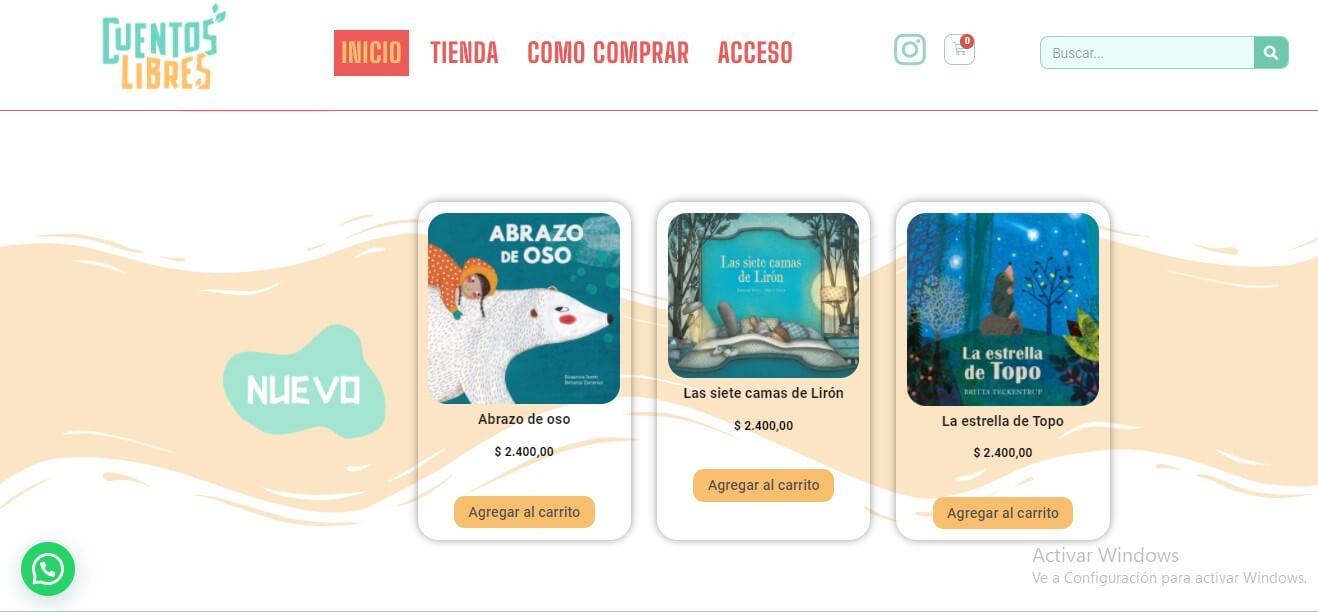 CUENTOS
LIBRES
INICIO
TIENDA
COMO COMPRAR
ACCESO
0
Buscar...
NUEVO
ABRAZO
DE OSO
Abrazo de oso
$ 2.400,00
Agregar al carrito
Las siete camas
de Lirón
Las siete camas de Lirón
$ 2.400,00
Agregar al carrito
La estrella
de Topo
BRITTA TECKENTRUP
La estrella de Topo
$ 2.400,00
Agregar al carrito
Activar Windows
Ve a Configuración para activar Windows.